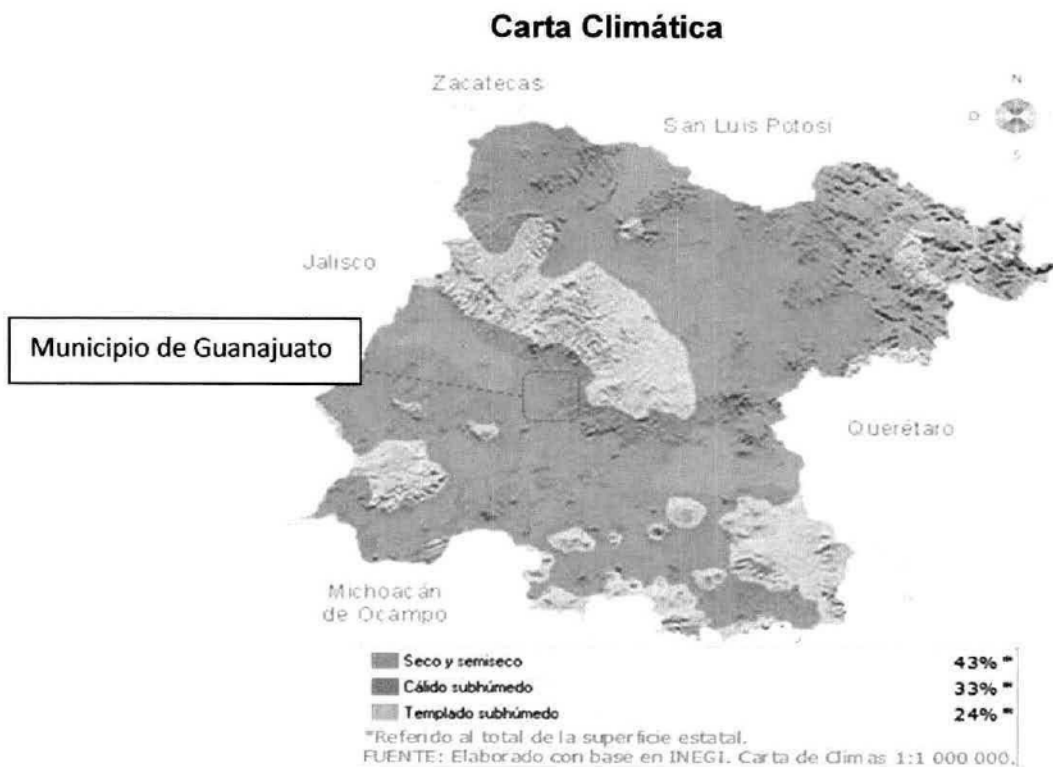 Carta Climática
Zacatecas
N
San Luis Potosí
O
S
Jalisco
Municipio de Guanajuato
Querétaro
Michoacán
de Ocampo
Seco y semiseco 43% *
Cálido subhúmedo 33% *
Templado subhúmedo 24% *
*Referido al total de la superficie estatal.
FUENTE: Elaborado con base en INEGI. Carta de Climas 1:1 000 000.